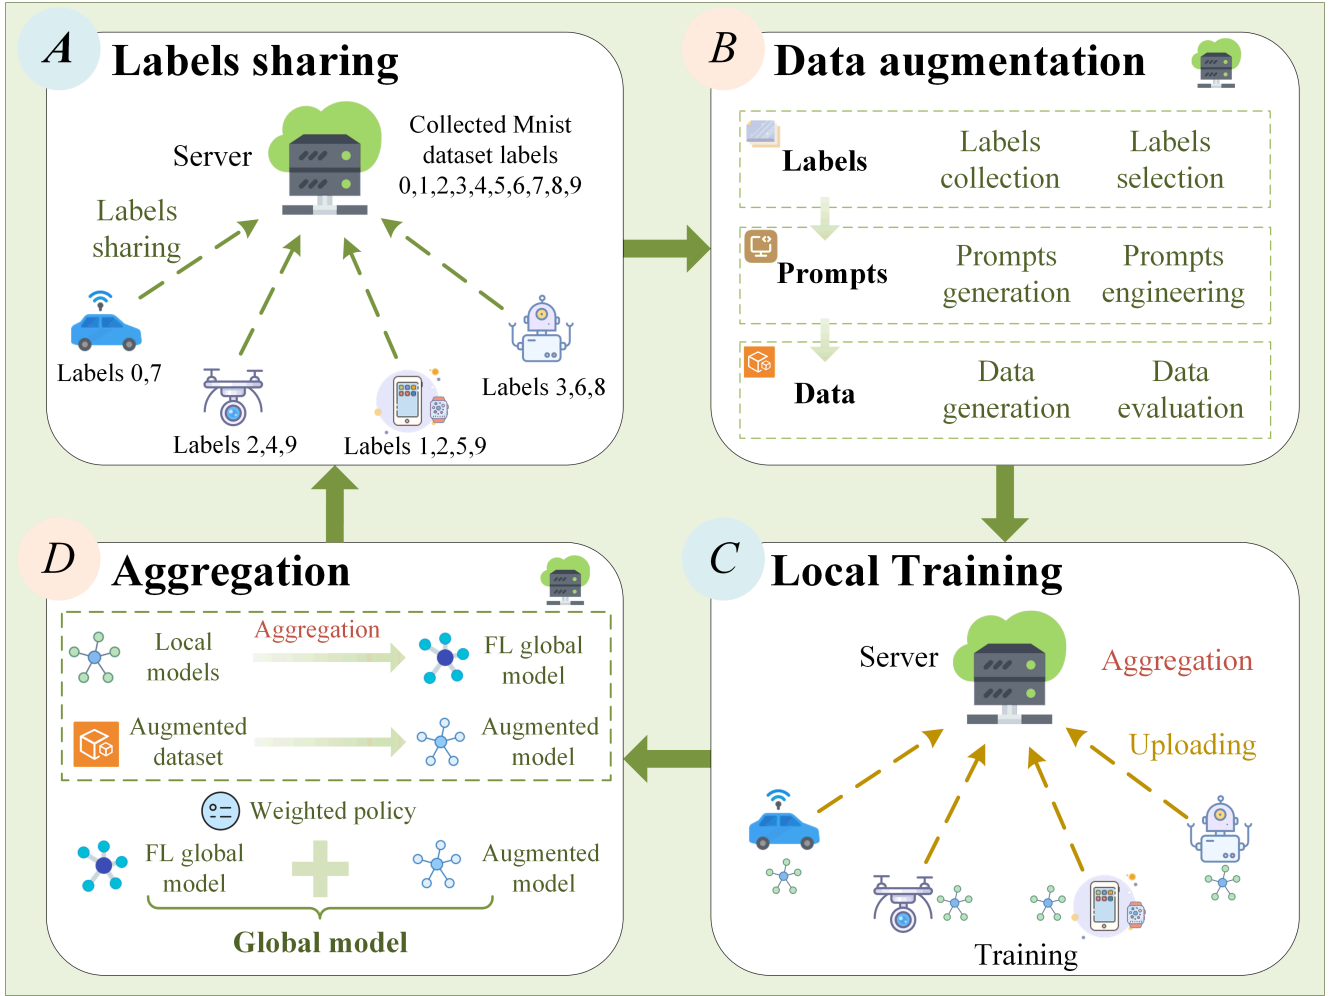 A
Labels sharing
Server
Collected Mnist
dataset labels
0,1,2,3,4,5,6,7,8,9
Labels
sharing
Labels 0,7
Labels 2,4,9
Labels 1,2,5,9
Labels 3,6,8
B
Data augmentation
Labels
Labels
collection
Labels
selection
Prompts
Prompts
generation
Prompts
engineering
Data
Data
generation
Data
evaluation
C
Local Training
Server
Aggregation
Uploading
Training
D
Aggregation
Local
models
Aggregation
FL global
model
Augmented
dataset
Augmented
model
Weighted policy
FL global
model
Augmented
model
Global model